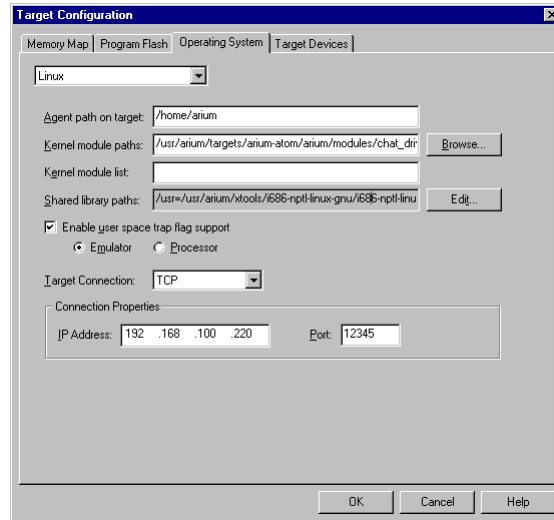 Target Configuration
Memory Map Program Flash Operating System Target Devices
Linux
Agent path on target: /home/arium
Kernel module paths: /usr/arium/targets/arium-atom/arium/modules/chat_dri Browse...
Kernel module list:
Shared library paths: /usr=/usr/arium/xtools/i686-nptl-linux-gnu/i686-nptl-linu Edit...
Enable user space trap flag support
Emulator Processor
Target Connection: TCP
Connection Properties
IP Address: 192 .168 .100 .220 Port: 12345
OK Cancel Help